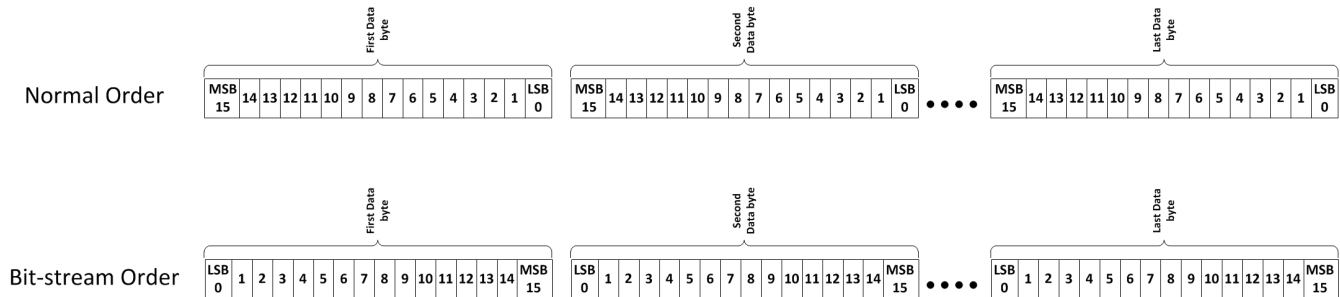 First Data
byte
Second
Data byte
Last Data
byte
Normal Order
MSB 15 14 13 12 11 10 9 8 7 6 5 4 3 2 1 LSB 0
MSB 15 14 13 12 11 10 9 8 7 6 5 4 3 2 1 LSB 0
MSB 15 14 13 12 11 10 9 8 7 6 5 4 3 2 1 LSB 0
First Data
byte
Second
Data byte
Last Data
byte
Bit-stream Order
LSB 0 1 2 3 4 5 6 7 8 9 10 11 12 13 14 MSB 15
LSB 0 1 2 3 4 5 6 7 8 9 10 11 12 13 14 MSB 15
LSB 0 1 2 3 4 5 6 7 8 9 10 11 12 13 14 MSB 15